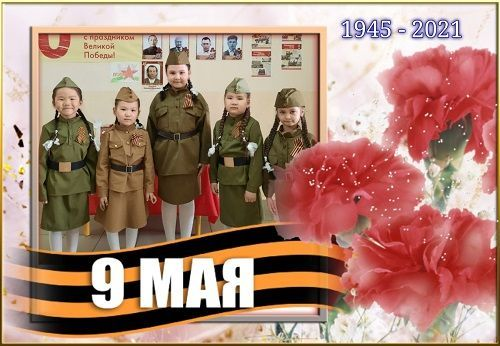 1945 - 2021
с праздником
Великой
Победы!
9 МАЯ